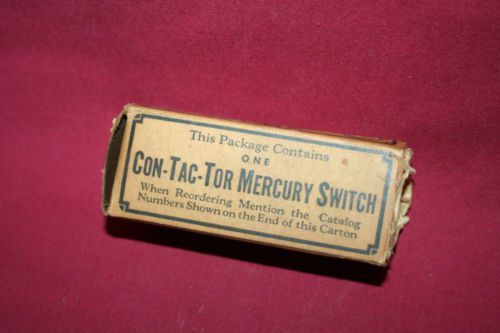 This Package Contains
ONE
CON-TAC-TOR MERCURY SWITCH
When Reordering Mention the Catalog
Numbers Shown on the End of this Carton